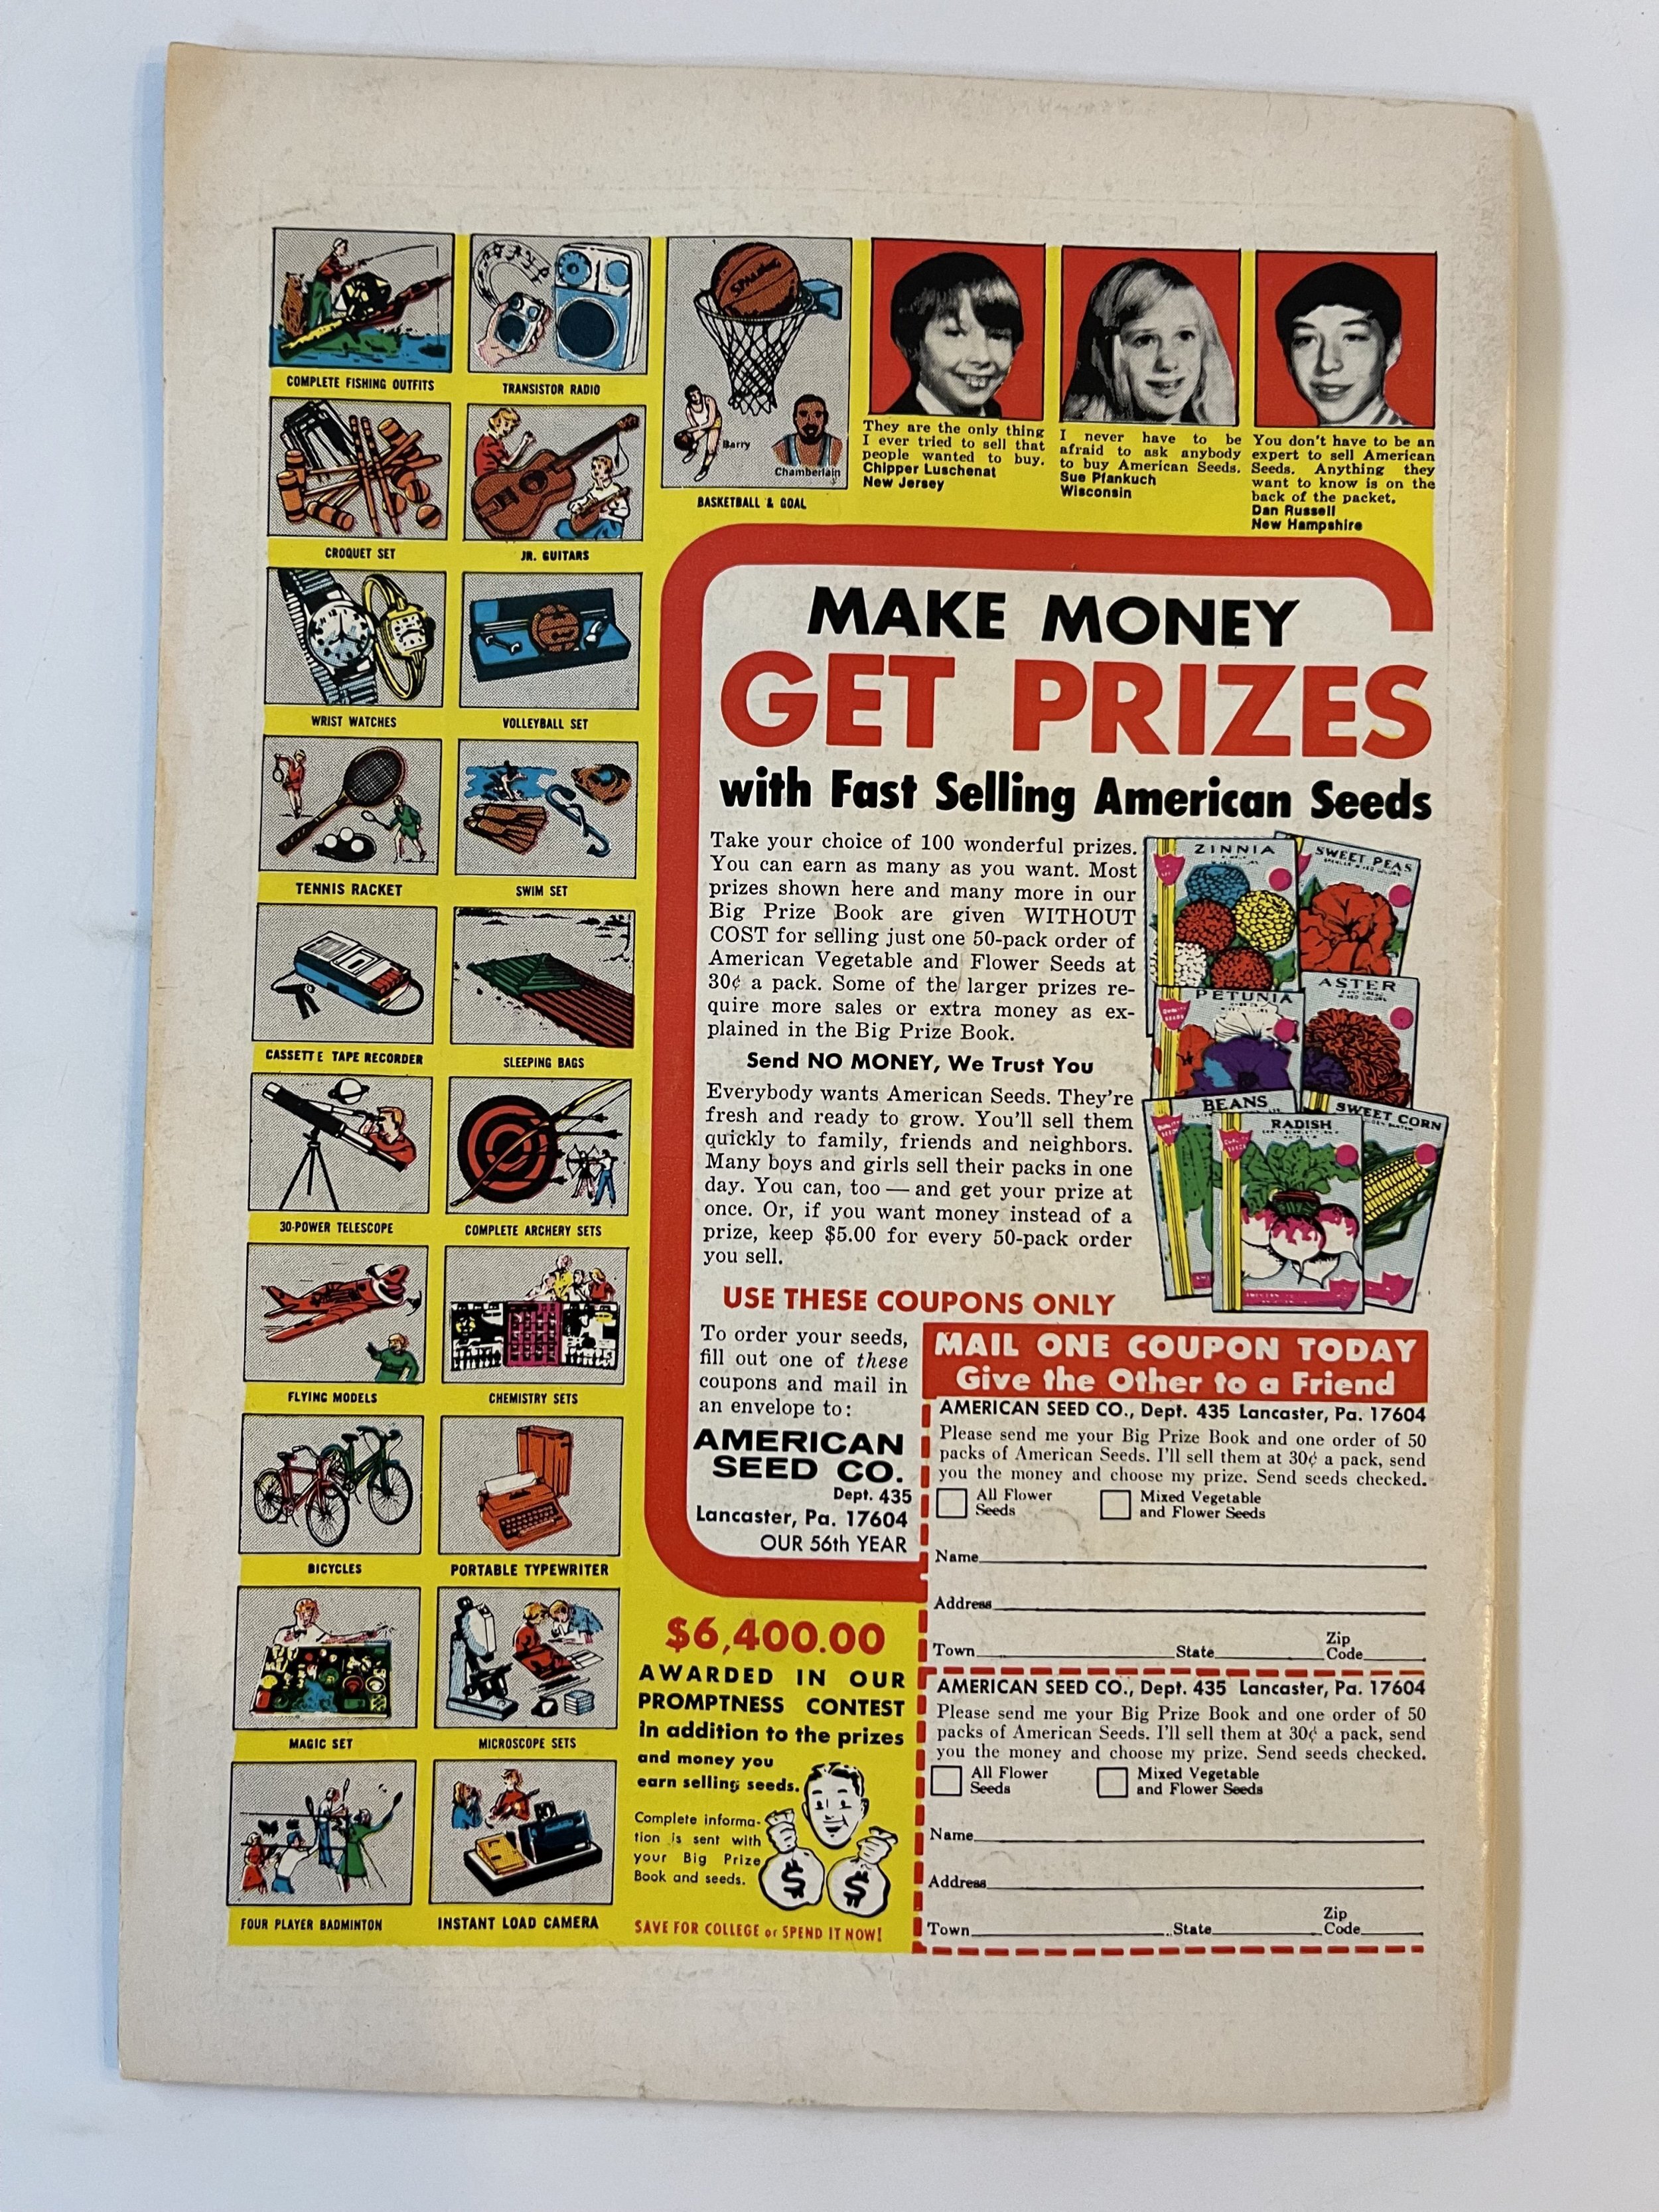 COMPLETE FISHING OUTFITS
TRANSISTOR RADIO
SPALDING
Barry
Chamberlain
BASKETBALL & GOAL
CROQUET SET
JR. GUITARS
WRIST WATCHES
VOLLEYBALL SET
TENNIS RACKET
SWIM SET
CASSETTE TAPE RECORDER
SLEEPING BAGS
30-POWER TELESCOPE
COMPLETE ARCHERY SETS
FLYING MODELS
CHEMISTRY SETS
BICYCLES
PORTABLE TYPEWRITER
MAGIC SET
MICROSCOPE SETS
FOUR PLAYER BADMINTON
INSTANT LOAD CAMERA
They are the only thing
I ever tried to sell that
people wanted to buy.
Chipper Luschenat
New Jersey
I never have to be
afraid to ask anybody
to buy American Seeds.
Sue Pfankuch
Wisconsin
You don't have to be an
expert to sell American
Seeds. Anything they
want to know is on the
back of the packet.
Dan Russell
New Hampshire
MAKE MONEY
GET PRIZES
with Fast Selling American Seeds
Take your choice of 100 wonderful prizes.
You can earn as many as you want. Most
prizes shown here and many more in our
Big Prize Book are given WITHOUT
COST for selling just one 50-pack order of
American Vegetable and Flower Seeds at
30¢ a pack. Some of the larger prizes re-
quire more sales or extra money as ex-
plained in the Big Prize Book.
Send NO MONEY, We Trust You
Everybody wants American Seeds. They're
fresh and ready to grow. You'll sell them
quickly to family, friends and neighbors.
Many boys and girls sell their packs in one
day. You can, too — and get your prize at
once. Or, if you want money instead of a
prize, keep $5.00 for every 50-pack order
you sell.
ZINNIA
SWEET PEAS
PETUNIA
ASTER
BEANS
RADISH
SWEET CORN
USE THESE COUPONS ONLY
To order your seeds,
fill out one of these
coupons and mail in
an envelope to:
AMERICAN
SEED CO.
Dept. 435
Lancaster, Pa. 17604
OUR 56th YEAR
$6,400.00
AWARDED IN OUR
PROMPTNESS CONTEST
in addition to the prizes
and money you
earn selling seeds.
Complete informa-
tion is sent with
your Big Prize
Book and seeds.
$ $
SAVE FOR COLLEGE or SPEND IT NOW!
MAIL ONE COUPON TODAY
Give the Other to a Friend
AMERICAN SEED CO., Dept. 435 Lancaster, Pa. 17604
Please send me your Big Prize Book and one order of 50
packs of American Seeds. I'll sell them at 30¢ a pack, send
you the money and choose my prize. Send seeds checked.
All Flower
Seeds
Mixed Vegetable
and Flower Seeds
Name
Address
Town State Zip Code
AMERICAN SEED CO., Dept. 435 Lancaster, Pa. 17604
Please send me your Big Prize Book and one order of 50
packs of American Seeds. I'll sell them at 30¢ a pack, send
you the money and choose my prize. Send seeds checked.
All Flower
Seeds
Mixed Vegetable
and Flower Seeds
Name
Address
Town State Zip Code